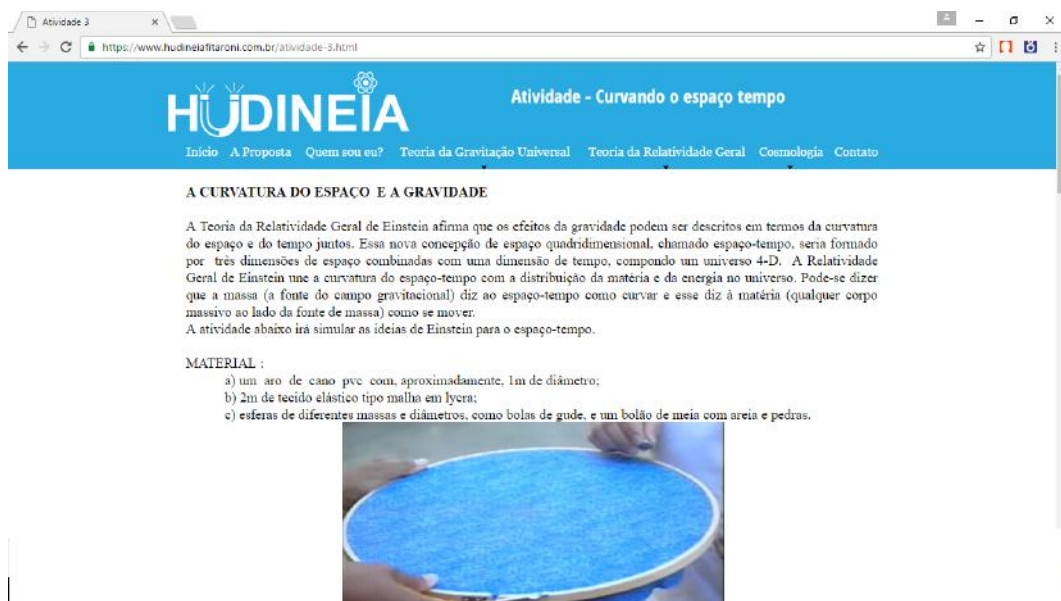 Atividade 3
https://www.hudineiafitaroni.com.br/atividade-3.html
HUDINEIA
Atividade - Curvando o espaço tempo
Início A Proposta Quem sou eu? Teoria da Gravitação Universal Teoria da Relatividade Geral Cosmologia Contato
A CURVATURA DO ESPAÇO E A GRAVIDADE
A Teoria da Relatividade Geral de Einstein afirma que os efeitos da gravidade podem ser descritos em termos da curvatura
do espaço e do tempo juntos. Essa nova concepção de espaço quadridimensional, chamado espaço-tempo, seria formado
por três dimensões de espaço combinadas com uma dimensão de tempo, compondo um universo 4-D. A Relatividade
Geral de Einstein une a curvatura do espaço-tempo com a distribuição da matéria e da energia no universo. Pode-se dizer
que a massa (a fonte do campo gravitacional) diz ao espaço-tempo como curvar e esse diz à matéria (qualquer corpo
massivo ao lado da fonte de massa) como se mover.
A atividade abaixo irá simular as ideias de Einstein para o espaço-tempo.
MATERIAL :
a) um aro de cano pvc com, aproximadamente, 1m de diâmetro;
b) 2m de tecido elástico tipo malha em lycra;
c) esferas de diferentes massas e diâmetros, como bolas de gude, e um bolão de meia com areia e pedras.